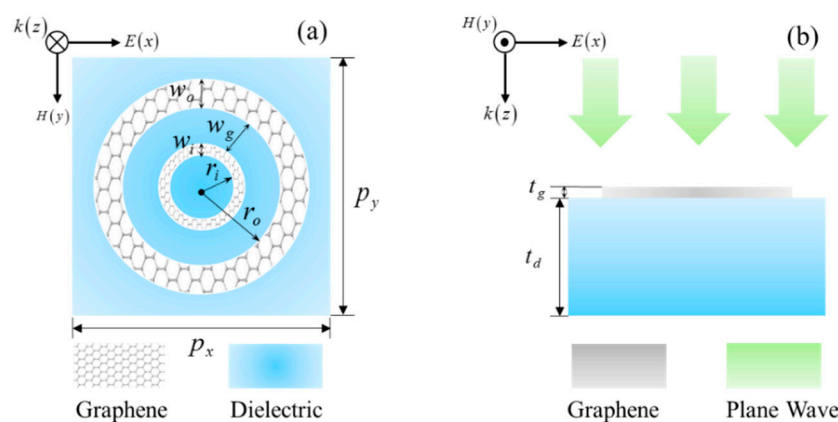 k(z)
E(x)
H(y)
(a)
w_o
w_g
w_i
r_i
r_o
p_y
p_x
Graphene
Dielectric
H(y)
E(x)
k(z)
(b)
t_g
t_d
Graphene
Plane Wave